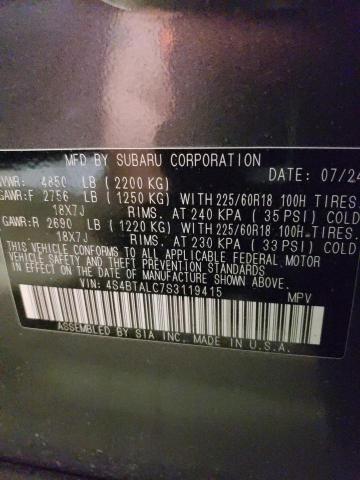 MFD BY SUBARU CORPORATION DATE: 07/24
GVWR: 4850 LB (2200 KG)
GAWR:F 2756 LB (1250 KG) WITH 225/60R18 100H TIRES.
18X7J RIMS. AT 240 KPA (35 PSI) COLD
GAWR:R 2690 LB (1220 KG) WITH 225/60R18 100H TIRES.
18X7J RIMS. AT 230 KPA (33 PSI) COLD
THIS VEHICLE CONFORMS TO ALL APPLICABLE FEDERAL MOTOR
VEHICLE SAFETY, BUMPER, AND THEFT PREVENTION STANDARDS
IN EFFECT ON THE DATE OF MANUFACTURE SHOWN ABOVE.
VIN: 4S4BTALC7S3119415 MPV
ASSEMBLED BY SIA INC. MADE IN U.S.A.